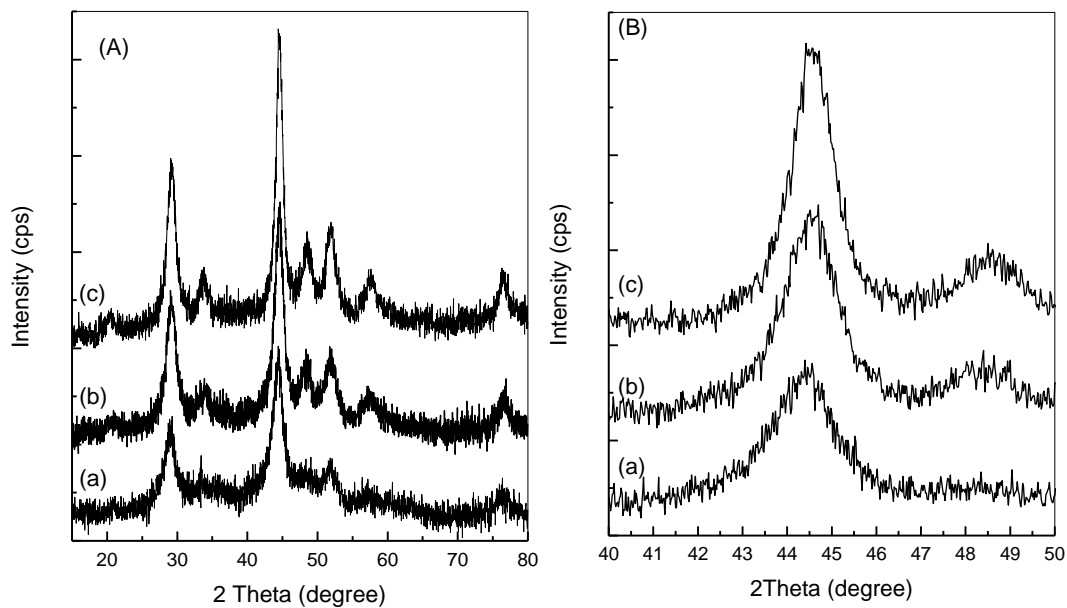 (A)
(c)
(b)
(a)
Intensity (cps)
20 30 40 50 60 70 80
2 Theta (degree)
(B)
(c)
(b)
(a)
Intensity (cps)
40 41 42 43 44 45 46 47 48 49 50
2Theta (degree)